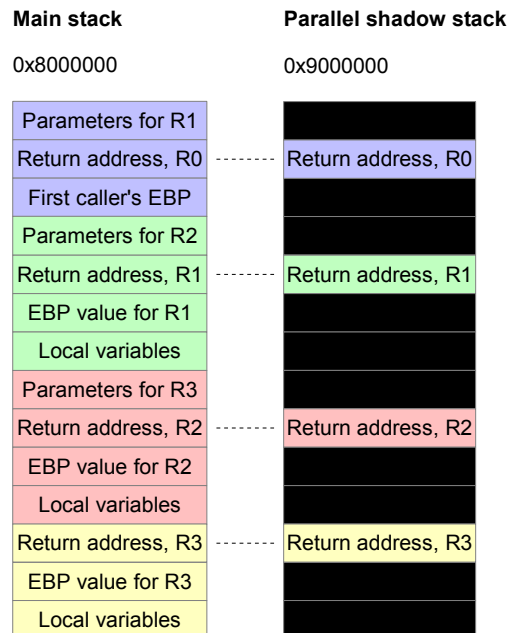 Main stack
0x8000000
Parameters for R1
Return address, R0
First caller's EBP
Parameters for R2
Return address, R1
EBP value for R1
Local variables
Parameters for R3
Return address, R2
EBP value for R2
Local variables
Return address, R3
EBP value for R3
Local variables
Parallel shadow stack
0x9000000
Return address, R0
Return address, R1
Return address, R2
Return address, R3